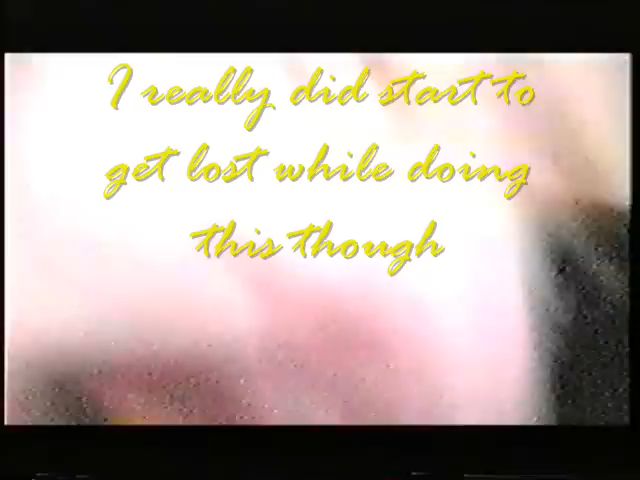 I really did start to
get lost while doing
this though